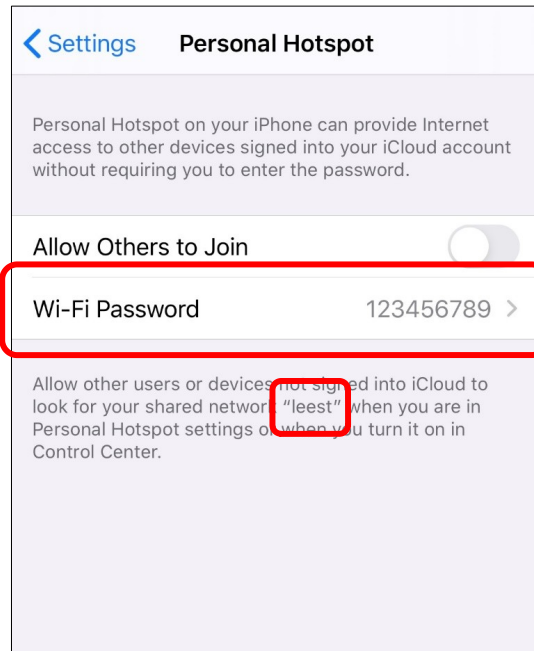 Settings Personal Hotspot
Personal Hotspot on your iPhone can provide Internet
access to other devices signed into your iCloud account
without requiring you to enter the password.
Allow Others to Join
Wi-Fi Password 123456789
Allow other users or devices not signed into iCloud to
look for your shared network “leest” when you are in
Personal Hotspot settings or when you turn it on in
Control Center.